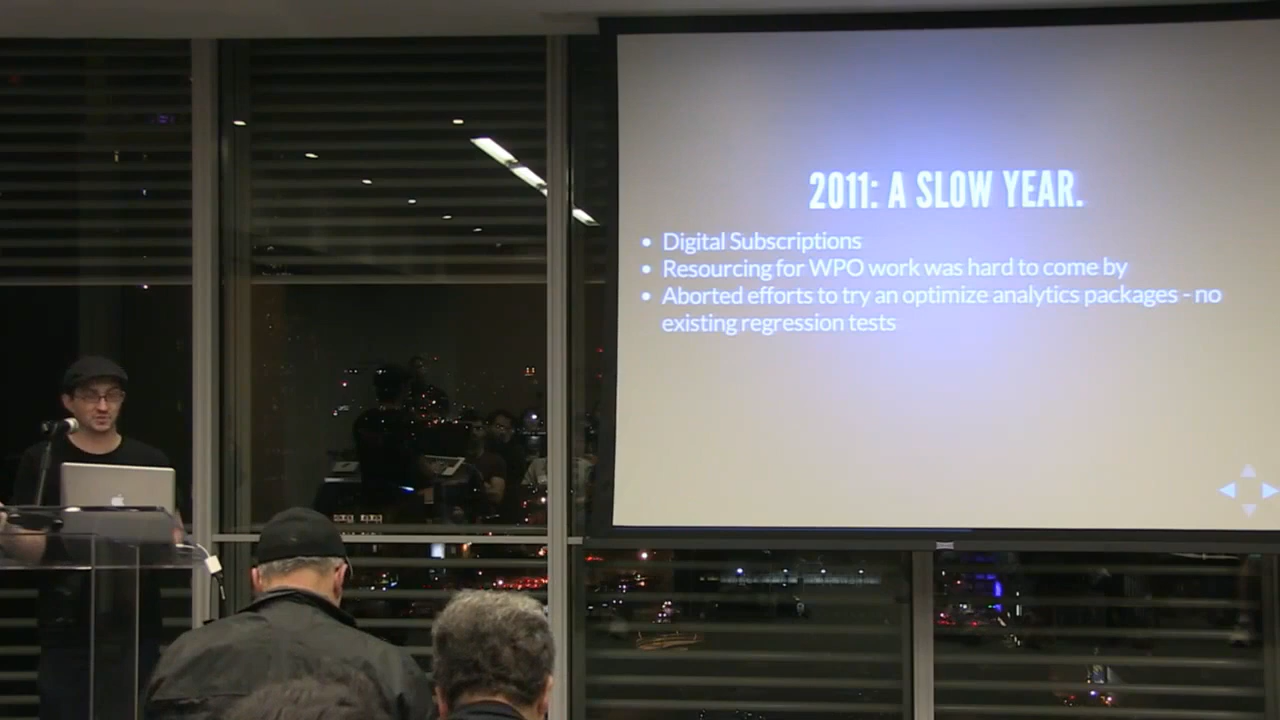 2011: A SLOW YEAR.
• Digital Subscriptions
• Resourcing for WPO work was hard to come by
• Aborted efforts to try an optimize analytics packages - no
existing regression tests